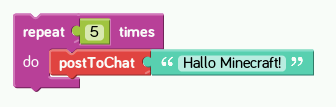 repeat 5 times
do postToChat “ Hallo Minecraft! ”